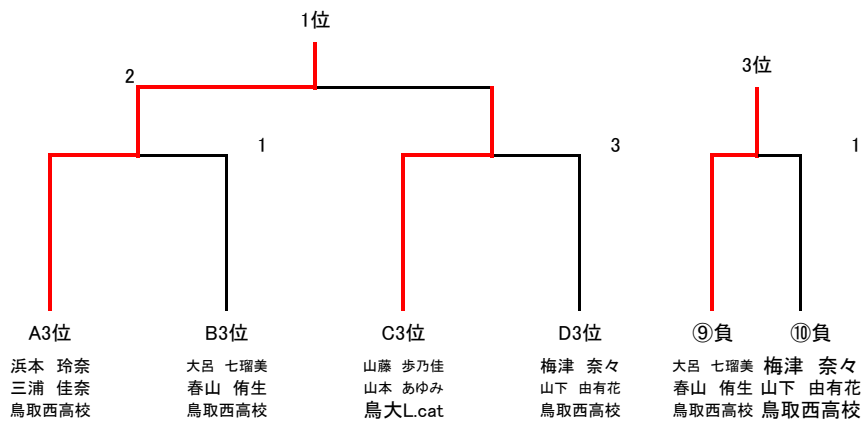 1位
2
3位
1
3
1
A3位 B3位 C3位 D3位 ⑨負 ⑩負
浜本 玲奈 大呂 七瑠美 山藤 歩乃佳 梅津 奈々 大呂 七瑠美 梅津 奈々
三浦 佳奈 春山 侑生 山本 あゆみ 山下 由有花 春山 侑生 山下 由有花
鳥取西高校 鳥取西高校 鳥大L.cat 鳥取西高校 鳥取西高校 鳥取西高校